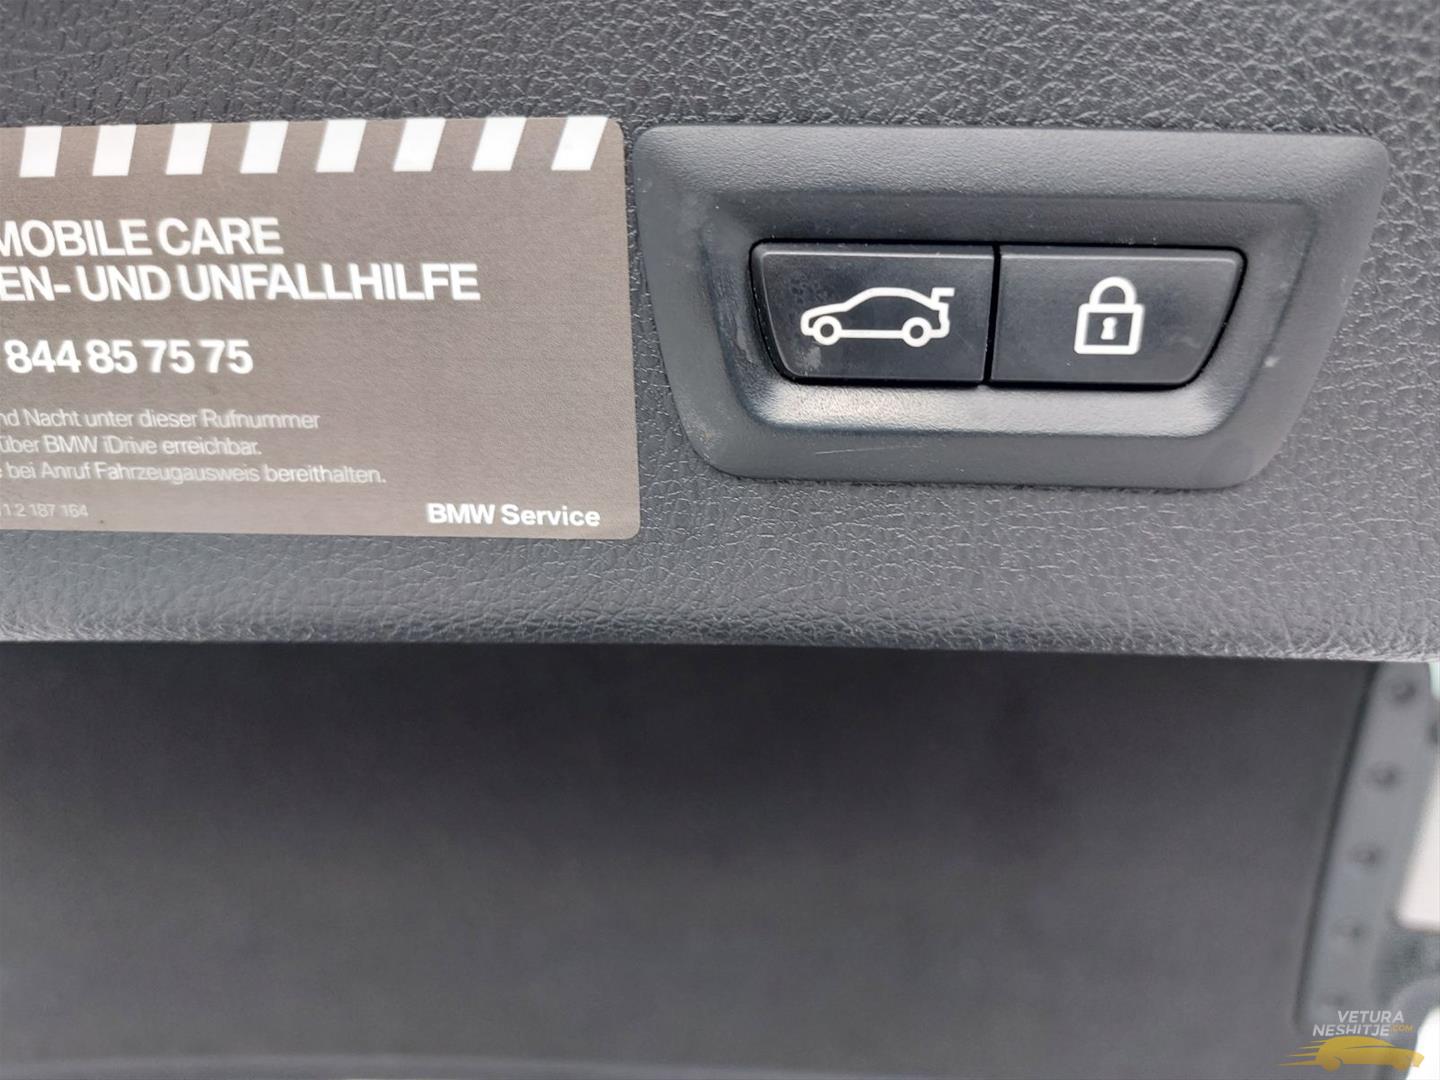 MOBILE CARE
EN- UND UNFALLHILFE
844 85 75 75
nd Nacht unter dieser Rufnummer
über BMW iDrive erreichbar.
bei Anruf Fahrzeugausweis bereithalten.
2 187 164
BMW Service
VETURA
NESHITJE.COM